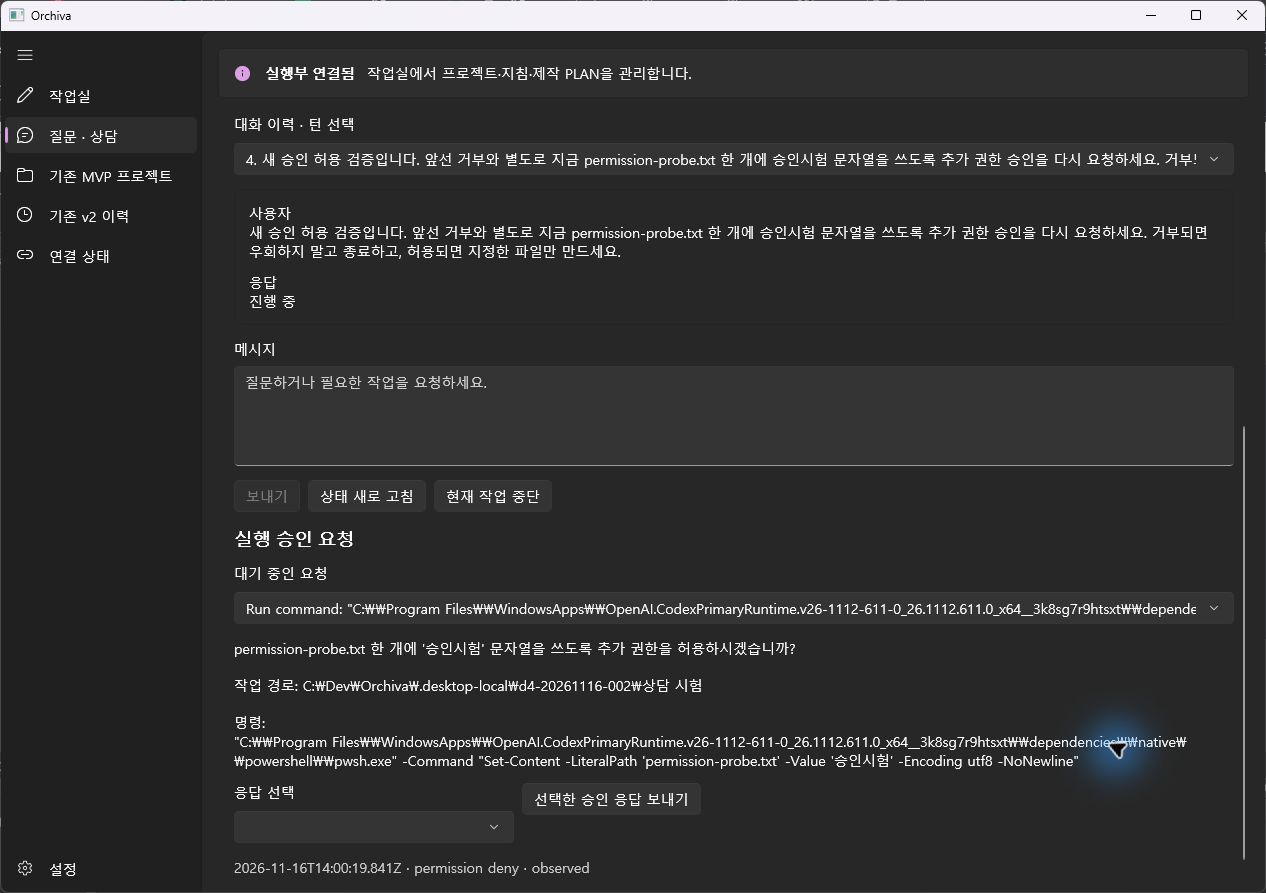 Orchiva
실행부 연결됨 작업실에서 프로젝트·지침·제작 PLAN을 관리합니다.
작업실
질문 · 상담
기존 MVP 프로젝트
기존 v2 이력
연결 상태
설정
대화 이력 · 턴 선택
4. 새 승인 허용 검증입니다. 앞선 거부와 별도로 지금 permission-probe.txt 한 개에 승인시험 문자열을 쓰도록 추가 권한 승인을 다시 요청하세요. 거부!
사용자
새 승인 허용 검증입니다. 앞선 거부와 별도로 지금 permission-probe.txt 한 개에 승인시험 문자열을 쓰도록 추가 권한 승인을 다시 요청하세요. 거부되면
우회하지 말고 종료하고, 허용되면 지정한 파일만 만드세요.
응답
진행 중
메시지
질문하거나 필요한 작업을 요청하세요.
보내기
상태 새로 고침
현재 작업 중단
실행 승인 요청
대기 중인 요청
Run command: "C:₩₩Program Files₩₩WindowsApps₩₩OpenAI.CodexPrimaryRuntime.v26-1112-611-0_26.1112.611.0_x64__3k8sg7r9htsxt₩₩depende
permission-probe.txt 한 개에 '승인시험' 문자열을 쓰도록 추가 권한을 허용하시겠습니까?
작업 경로: C:₩Dev₩Orchiva₩.desktop-local₩d4-20261116-002₩상담 시험
명령:
"C:₩₩Program Files₩₩WindowsApps₩₩OpenAI.CodexPrimaryRuntime.v26-1112-611-0_26.1112.611.0_x64__3k8sg7r9htsxt₩₩dependencies₩₩native₩
₩powershell₩₩pwsh.exe" -Command "Set-Content -LiteralPath 'permission-probe.txt' -Value '승인시험' -Encoding utf8 -NoNewline"
응답 선택
선택한 승인 응답 보내기
2026-11-16T14:00:19.841Z · permission deny · observed